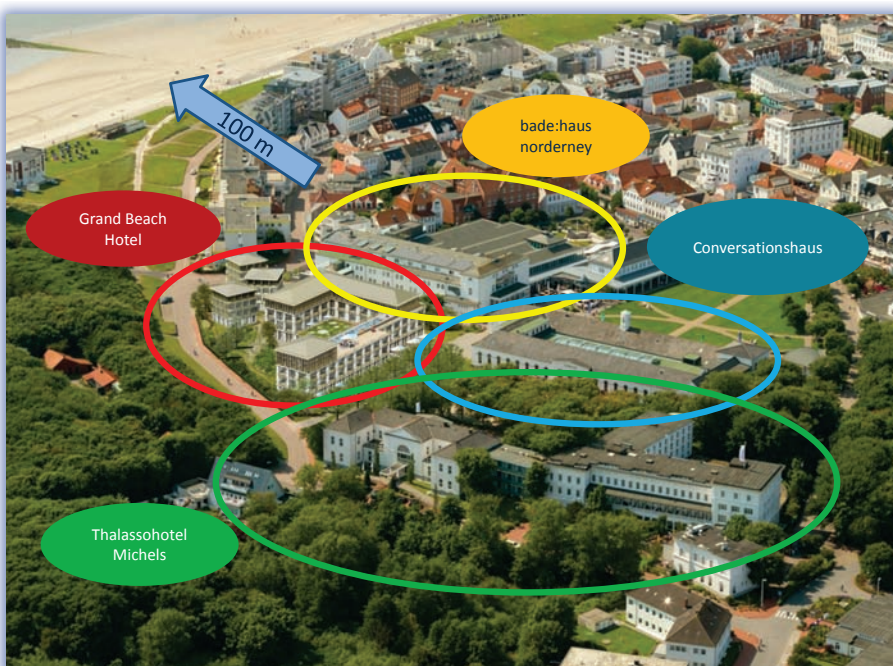 100 m
bade:haus
norderney
Grand Beach
Hotel
Conversationshaus
Thalassohotel
Michels